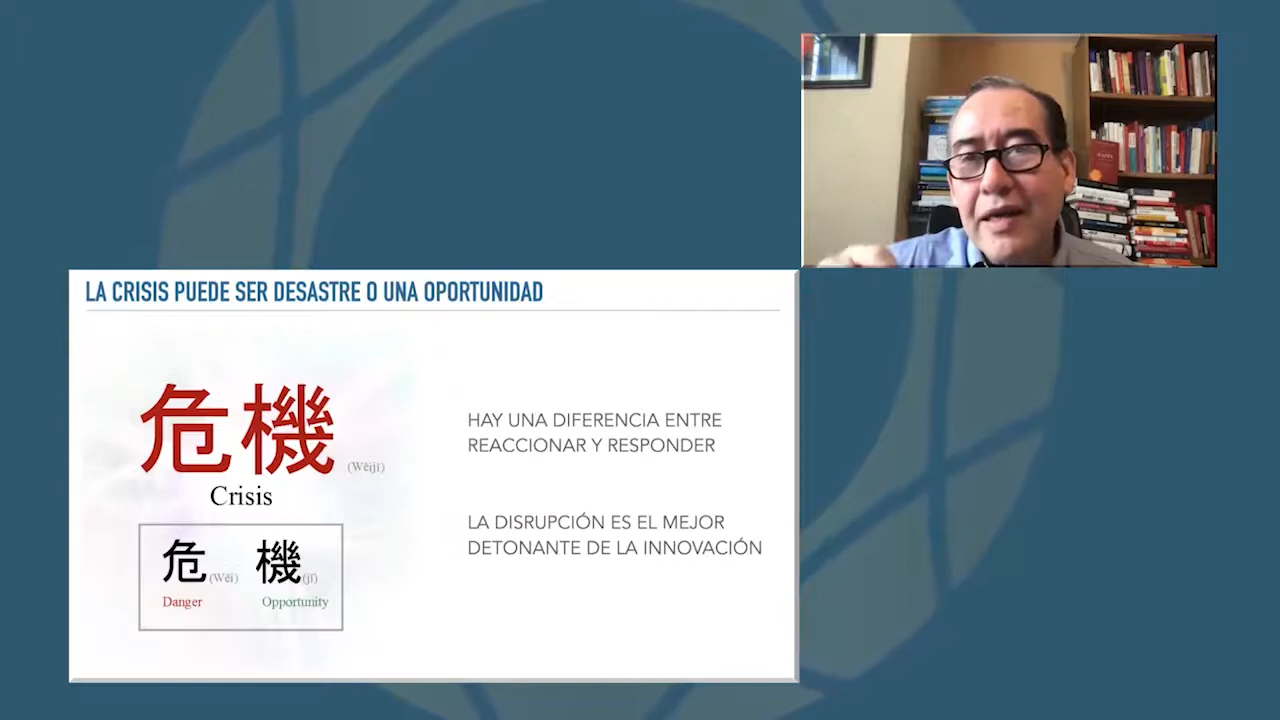 LA CRISIS PUEDE SER DESASTRE O UNA OPORTUNIDAD
危機 (Wēijī)
Crisis
危 (Wēi) 機 (jī)
Danger Opportunity
HAY UNA DIFERENCIA ENTRE
REACCIONAR Y RESPONDER
LA DISRUPCIÓN ES EL MEJOR
DETONANTE DE LA INNOVACIÓN